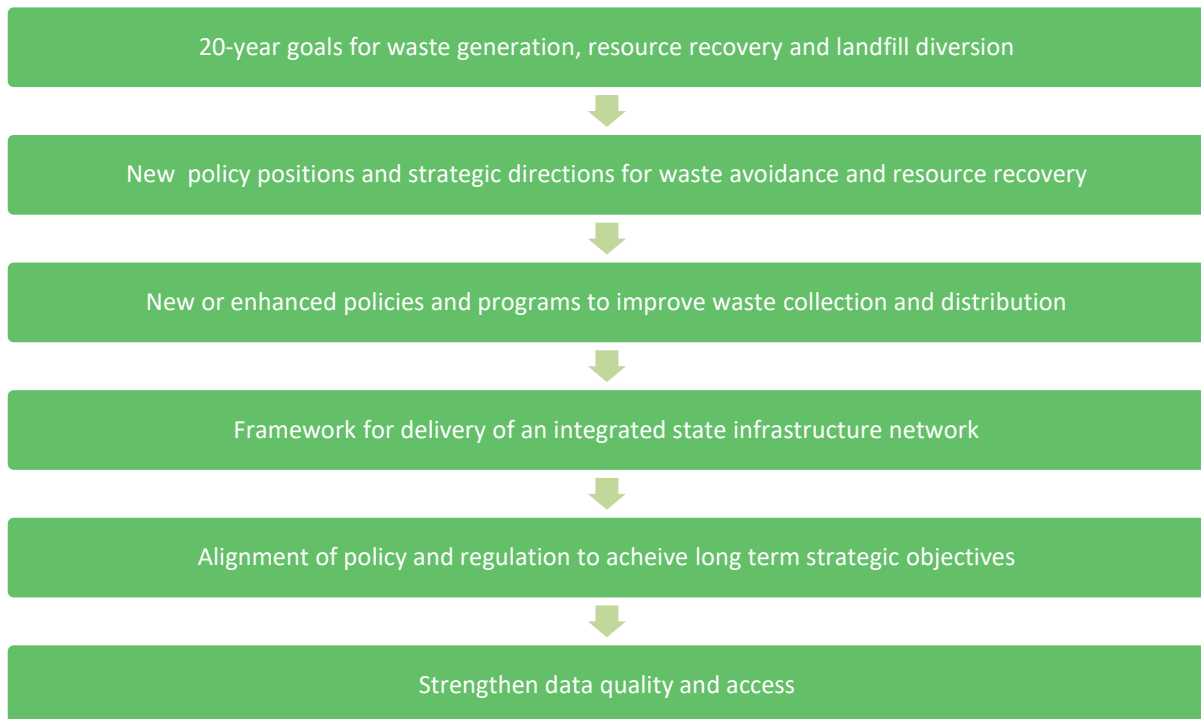 20-year goals for waste generation, resource recovery and landfill diversion
New policy positions and strategic directions for waste avoidance and resource recovery
New or enhanced policies and programs to improve waste collection and distribution
Framework for delivery of an integrated state infrastructure network
Alignment of policy and regulation to acheive long term strategic objectives
Strengthen data quality and access